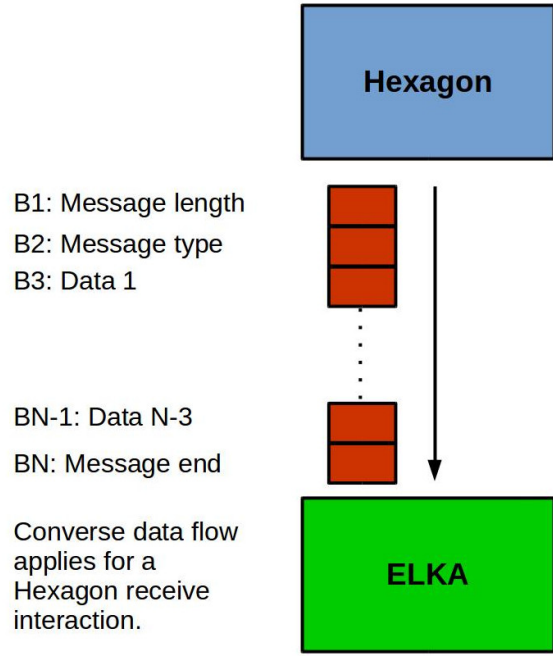 Hexagon
B1: Message length
B2: Message type
B3: Data 1
BN-1: Data N-3
BN: Message end
Converse data flow
applies for a
Hexagon receive
interaction.
ELKA